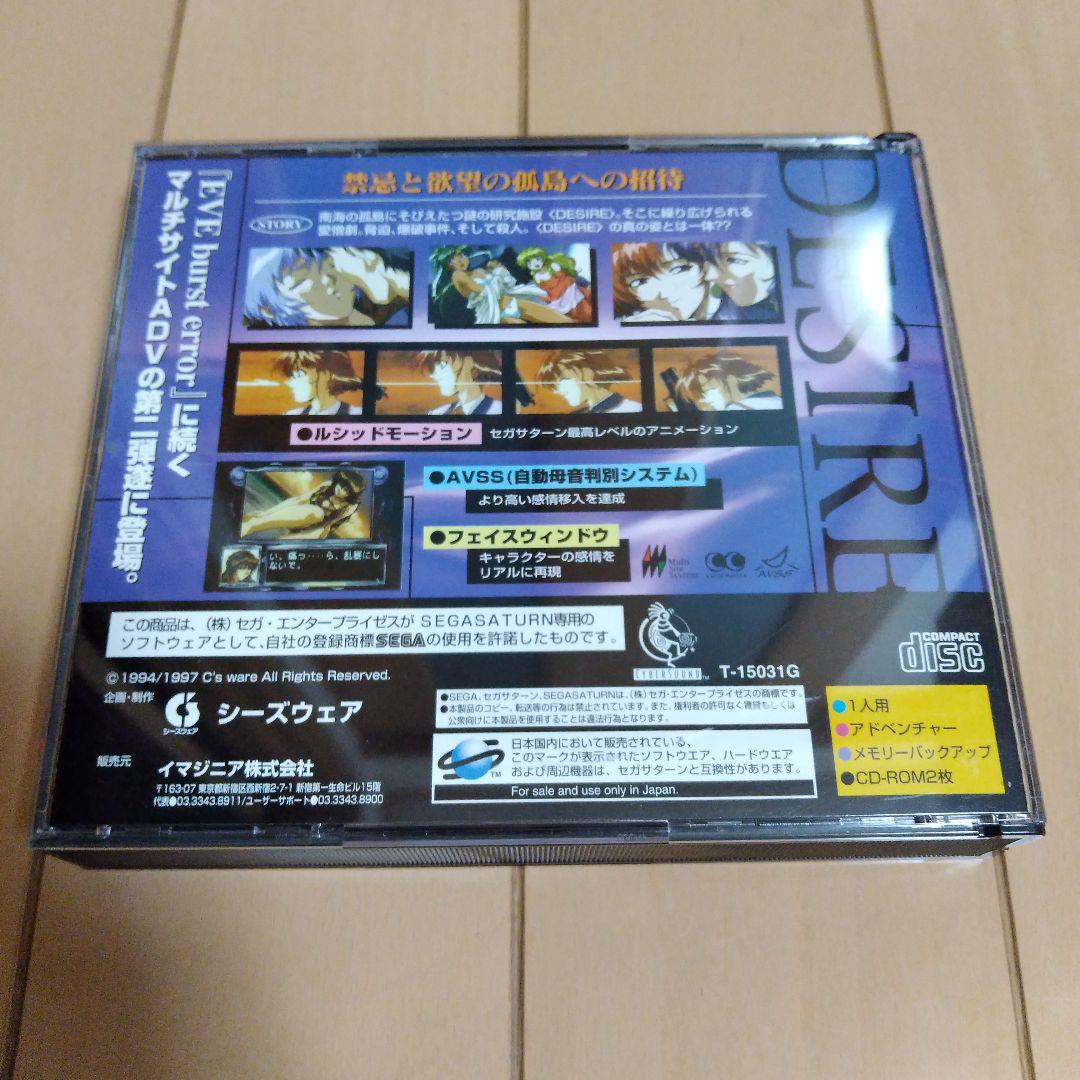 DESIRE
『EVE burst error』に続く
マルチサイトADVの第二弾遂に登場。
禁忌と欲望の孤島への招待
STORY
南海の孤島にそびえたつ謎の研究施設〈DESIRE〉。そこに繰り広げられる
愛憎劇。脅迫、爆破事件、そして殺人。〈DESIRE〉の真の姿とは一体??
●ルシッドモーション
セガサターン最高レベルのアニメーション
●AVSS(自動母音判別システム)
より高い感情移入を達成
●フェイスウィンドウ
キャラクターの感情を
リアルに再現
い、痛っ‥‥ら、乱暴にし
ないで。
AVSS
この商品は、(株)セガ・エンタープライゼスが SEGASATURN専用の
ソフトウェアとして、自社の登録商標SEGAの使用を許諾したものです。
CYBERSOUND™
T-15031G
COMPACT
disc
©1994/1997 C's ware All Rights Reserved.
企画・制作
シーズウェア
シーズウェア
販売元
イマジニア株式会社
〒163-07 東京都新宿区西新宿2-7-1 新宿第一生命ビル15階
代表●03.3343.8911/ユーザーサポート●03.3343.8900
●SEGA、セガサターン、SEGASATURNは、(株)セガ・エンタープライゼスの商標です。
●本製品のコピー、転送等の行為は禁止されています。また、権利者の許可なく賃貸もしくは
公衆向けに本製品を使用することは違法行為となります。
TM
日本国内において販売されている、
このマークが表示されたソフトウエア、ハードウエア
および周辺機器は、セガサターンと互換性があります。
For sale and use only in Japan.
●1人用
●アドベンチャー
●メモリーバックアップ
●CD-ROM2枚